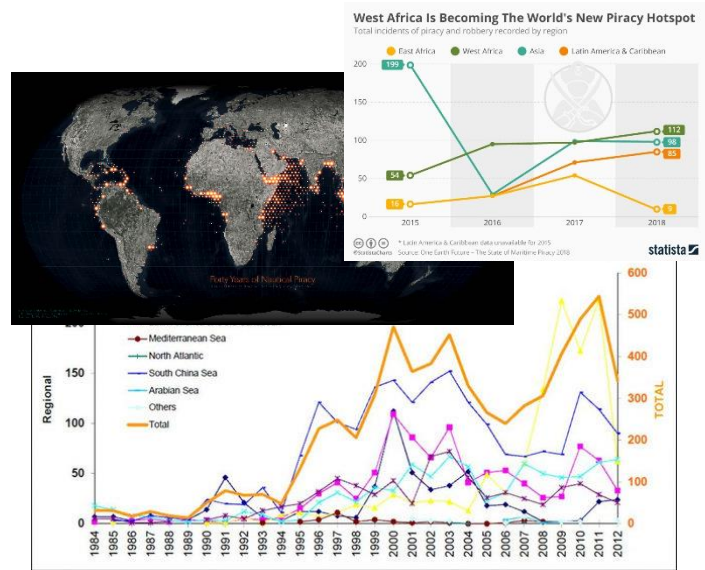 West Africa Is Becoming The World's New Piracy Hotspot
Total incidents of piracy and robbery recorded by region
East Africa West Africa Asia Latin America & Caribbean
200
199
150
112
100
98
85
54
50
16
9
0
2015 2016 2017 2018
* Latin America & Caribbean data unavailable for 2015
@StatistaCharts Source: One Earth Future – The State of Maritime Piracy 2018
statista
Forty Years of Nautical Piracy
Mediterranean Sea
North Atlantic
South China Sea
Arabian Sea
Others
Total
Regional
150
100
50
0
600
500
400
300
200
100
0
TOTAL
1984 1985 1986 1987 1988 1989 1990 1991 1992 1993 1994 1995 1996 1997 1998 1999 2000 2001 2002 2003 2004 2005 2006 2007 2008 2009 2010 2011 2012